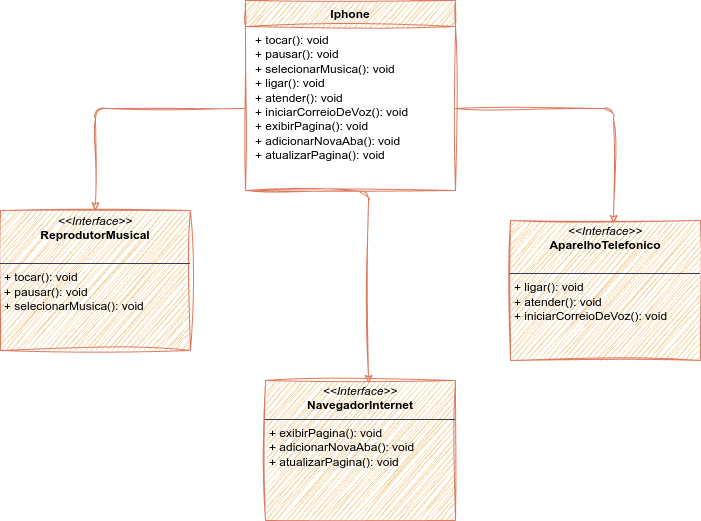 Iphone
+ tocar(): void
+ pausar(): void
+ selecionarMusica(): void
+ ligar(): void
+ atender(): void
+ iniciarCorreioDeVoz(): void
+ exibirPagina(): void
+ adicionarNovaAba(): void
+ atualizarPagina(): void
<<Interface>>
ReprodutorMusical
+ tocar(): void
+ pausar(): void
+ selecionarMusica(): void
<<Interface>>
AparelhoTelefonico
+ ligar(): void
+ atender(): void
+ iniciarCorreioDeVoz(): void
<<Interface>>
NavegadorInternet
+ exibirPagina(): void
+ adicionarNovaAba(): void
+ atualizarPagina(): void